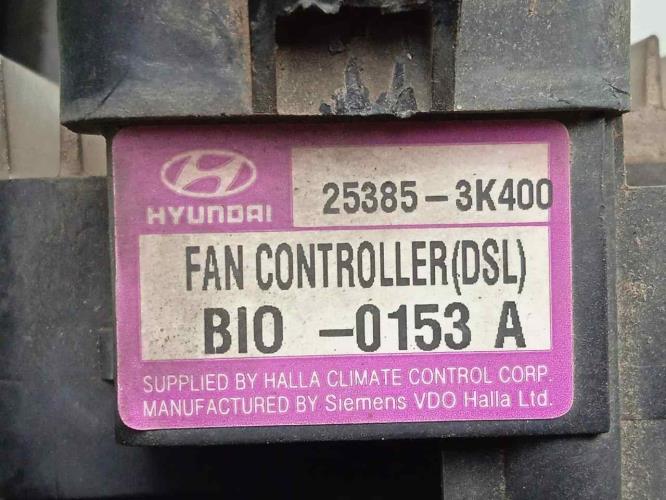 HYUNDAI
25385-3K400
FAN CONTROLLER(DSL)
BIO -0153 A
SUPPLIED BY HALLA CLIMATE CONTROL CORP.
MANUFACTURED BY Siemens VDO Halla Ltd.